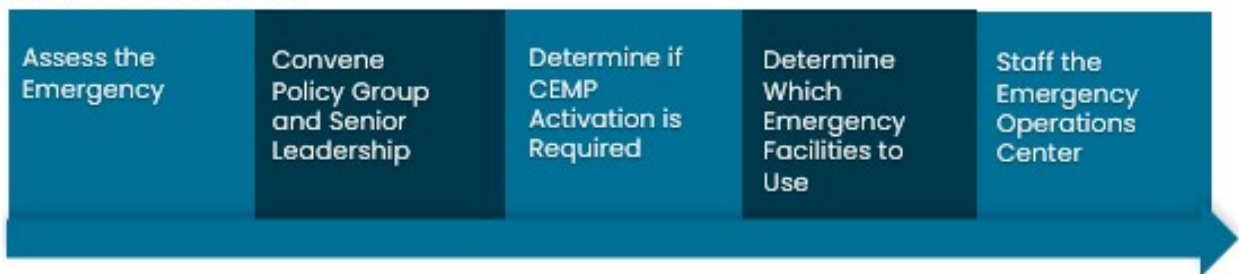 Assess the
Emergency
Convene
Policy Group
and Senior
Leadership
Determine if
CEMP
Activation is
Required
Determine
Which
Emergency
Facilities to
Use
Staff the
Emergency
Operations
Center